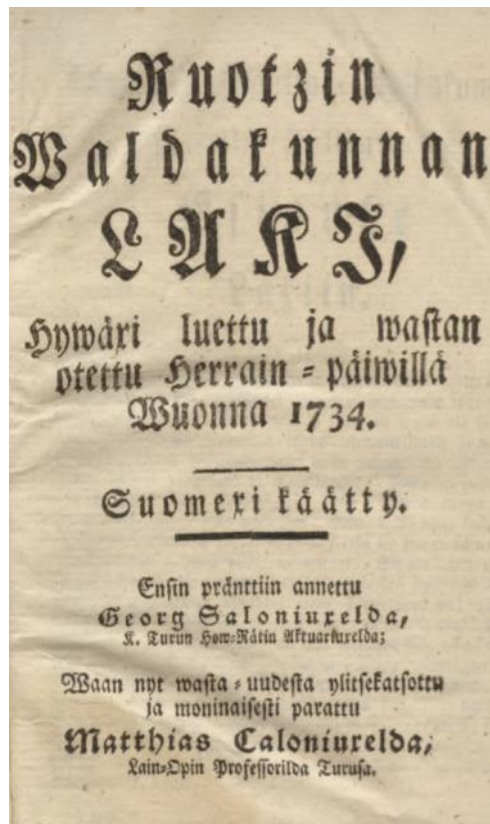 Ruotzin
Waldakunnan
LAKI,
Hywäxi luettu ja wastan
otettu Herrain-päiwillä
Wuonna 1734.
Suomexi käätty.
Ensin pränttiin annettu
Georg Saloniuxelda,
K. Turun How-Rätin Aktuariuxelda;
Waan nyt wasta-uudesta ylitsekatsottu
ja moninaisesti parattu
Matthias Caloniuxelda,
Lain-Opin Professorilda Turusa.